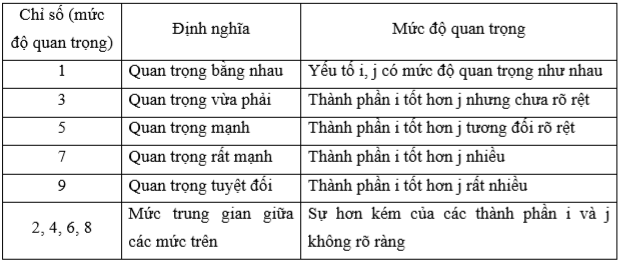 Chỉ số (mức
độ quan trọng)
Định nghĩa
Mức độ quan trọng
1
Quan trọng bằng nhau
Yếu tố i, j có mức độ quan trọng như nhau
3
Quan trọng vừa phải
Thành phần i tốt hơn j nhưng chưa rõ rệt
5
Quan trọng mạnh
Thành phần i tốt hơn j tương đối rõ rệt
7
Quan trọng rất mạnh
Thành phần i tốt hơn j nhiều
9
Quan trọng tuyệt đối
Thành phần i tốt hơn j rất nhiều
2, 4, 6, 8
Mức trung gian giữa
các mức trên
Sự hơn kém của các thành phần i và j
không rõ ràng